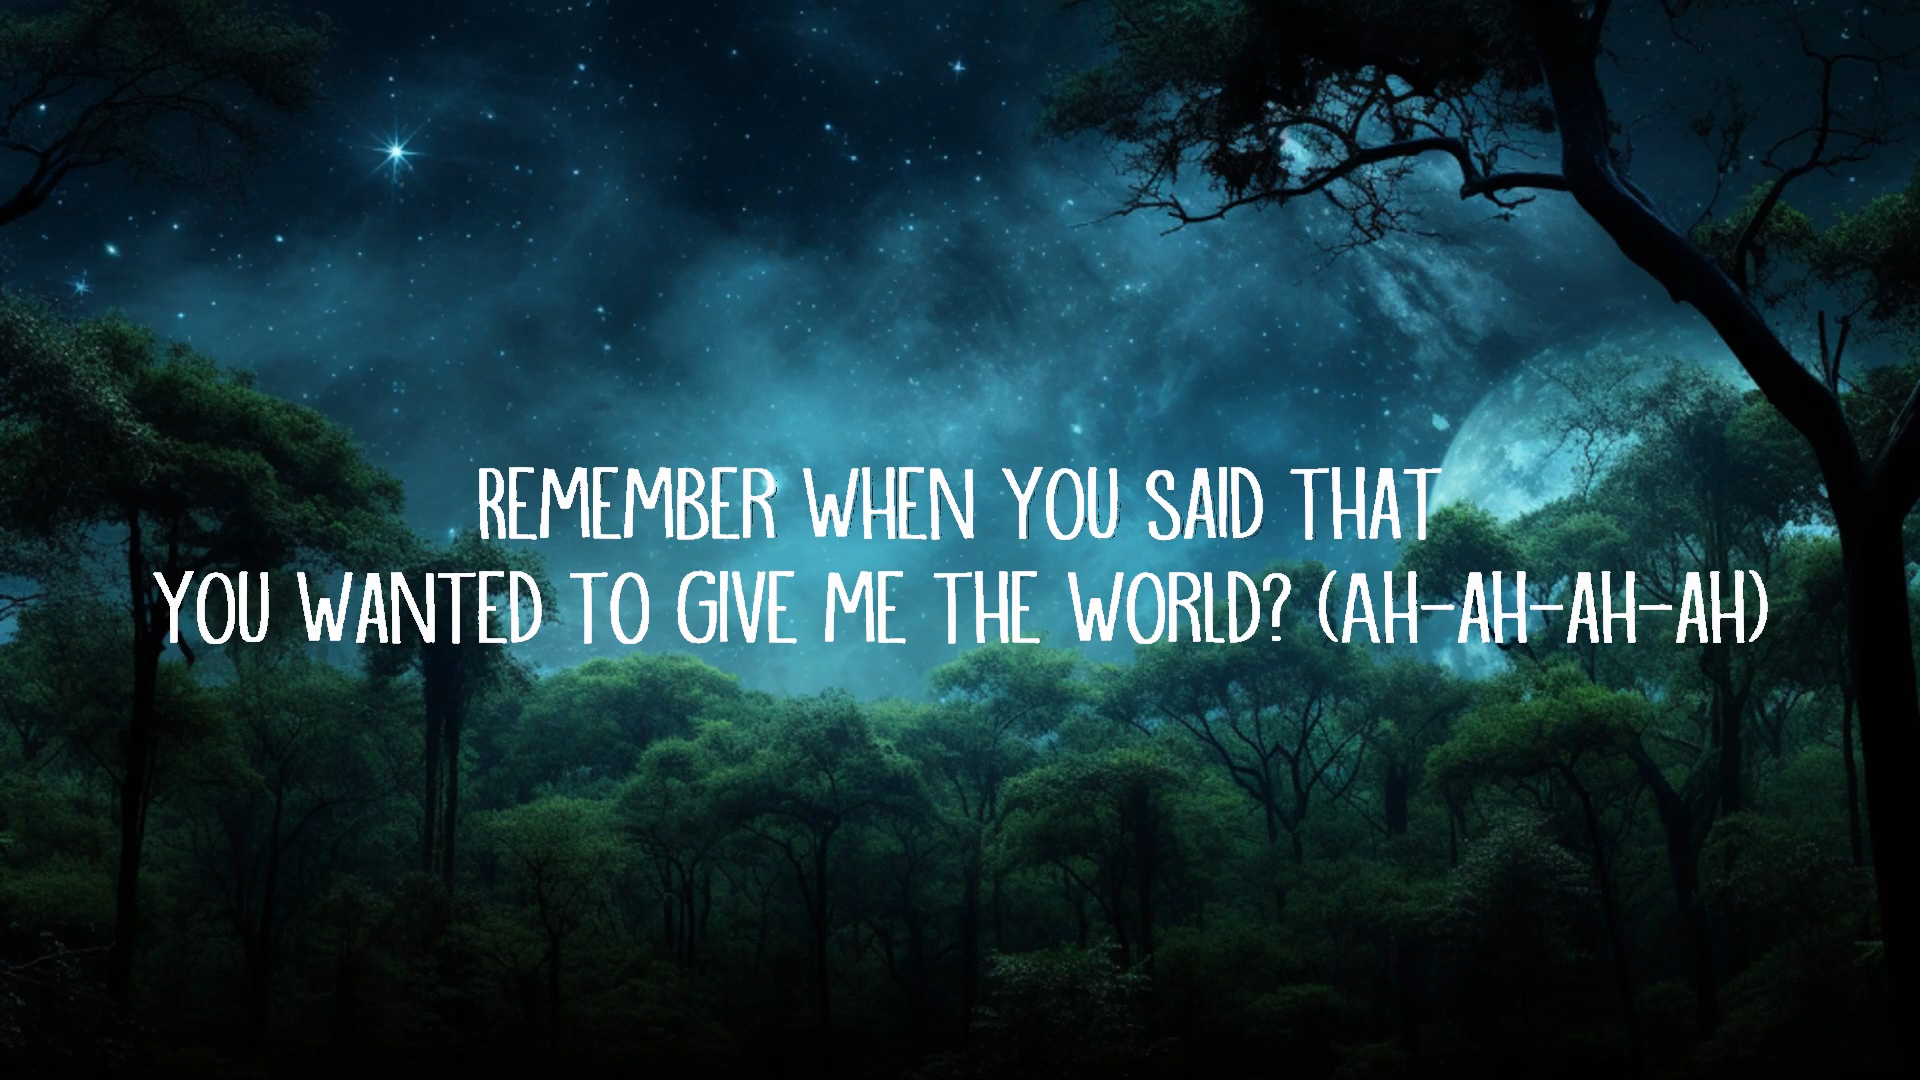 REMEMBER WHEN YOU SAID THAT
YOU WANTED TO GIVE ME THE WORLD? (AH-AH-AH-AH)